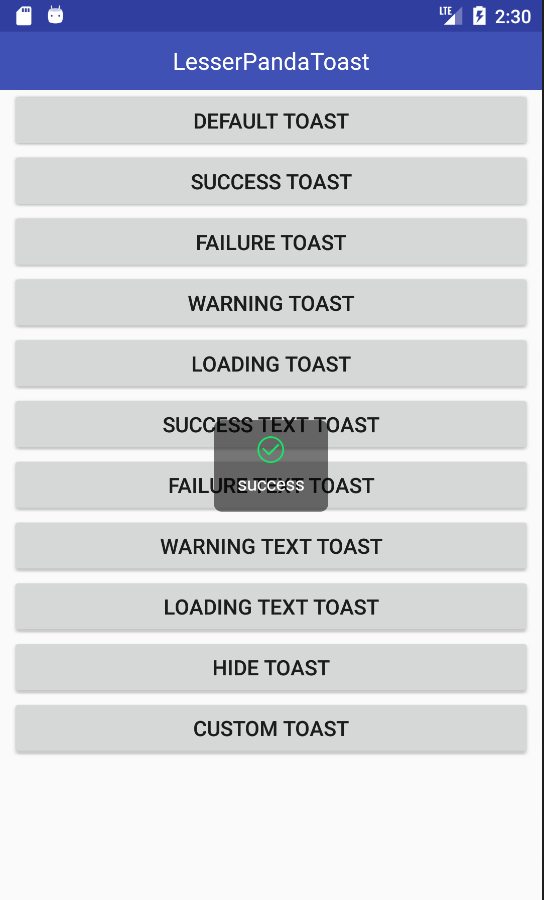 LTE 2:30
LesserPandaToast
DEFAULT TOAST
SUCCESS TOAST
FAILURE TOAST
WARNING TOAST
LOADING TOAST
SUCCESS TEXT TOAST
success
FAILURE TEXT TOAST
WARNING TEXT TOAST
LOADING TEXT TOAST
HIDE TOAST
CUSTOM TOAST